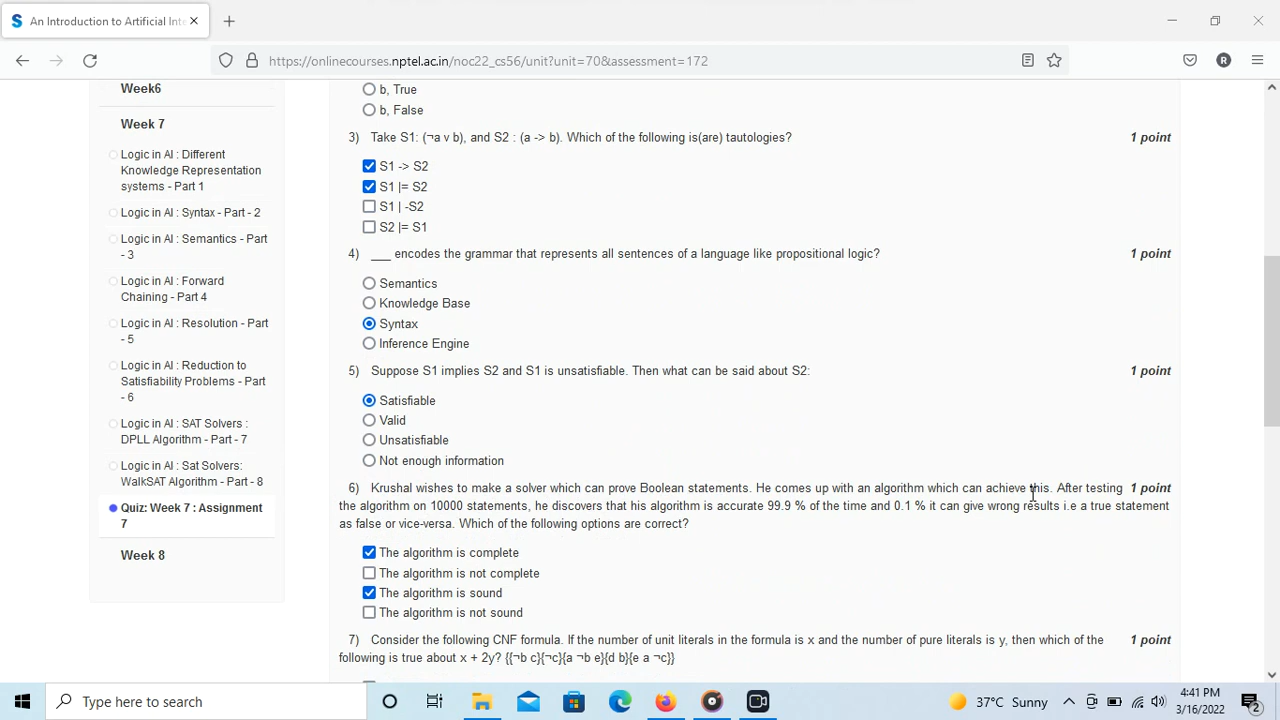 An Introduction to Artificial Inte
https://onlinecourses.nptel.ac.in/noc22_cs56/unit?unit=70&assessment=172
R
Week6
Week 7
Logic in AI : Different
Knowledge Representation
systems - Part 1
Logic in AI : Syntax - Part - 2
Logic in AI : Semantics - Part
- 3
Logic in AI : Forward
Chaining - Part 4
Logic in AI : Resolution - Part
- 5
Logic in AI : Reduction to
Satisfiability Problems - Part
- 6
Logic in AI : SAT Solvers :
DPLL Algorithm - Part - 7
Logic in AI : Sat Solvers:
WalkSAT Algorithm - Part - 8
Quiz: Week 7 : Assignment
7
Week 8
b, True
b, False
3) Take S1: (¬a v b), and S2 : (a -> b). Which of the following is(are) tautologies? 1 point
S1 -> S2
S1 |= S2
S1 | -S2
S2 |= S1
4) ___ encodes the grammar that represents all sentences of a language like propositional logic? 1 point
Semantics
Knowledge Base
Syntax
Inference Engine
5) Suppose S1 implies S2 and S1 is unsatisfiable. Then what can be said about S2: 1 point
Satisfiable
Valid
Unsatisfiable
Not enough information
6) Krushal wishes to make a solver which can prove Boolean statements. He comes up with an algorithm which can achieve this. After testing 1 point
the algorithm on 10000 statements, he discovers that his algorithm is accurate 99.9 % of the time and 0.1 % it can give wrong results i.e a true statement
as false or vice-versa. Which of the following options are correct?
The algorithm is complete
The algorithm is not complete
The algorithm is sound
The algorithm is not sound
7) Consider the following CNF formula. If the number of unit literals in the formula is x and the number of pure literals is y, then which of the 1 point
following is true about x + 2y? {{¬b c}{¬c}{a ¬b e}{d b}{e a ¬c}}
Type here to search
37°C Sunny
4:41 PM
3/16/2022
2